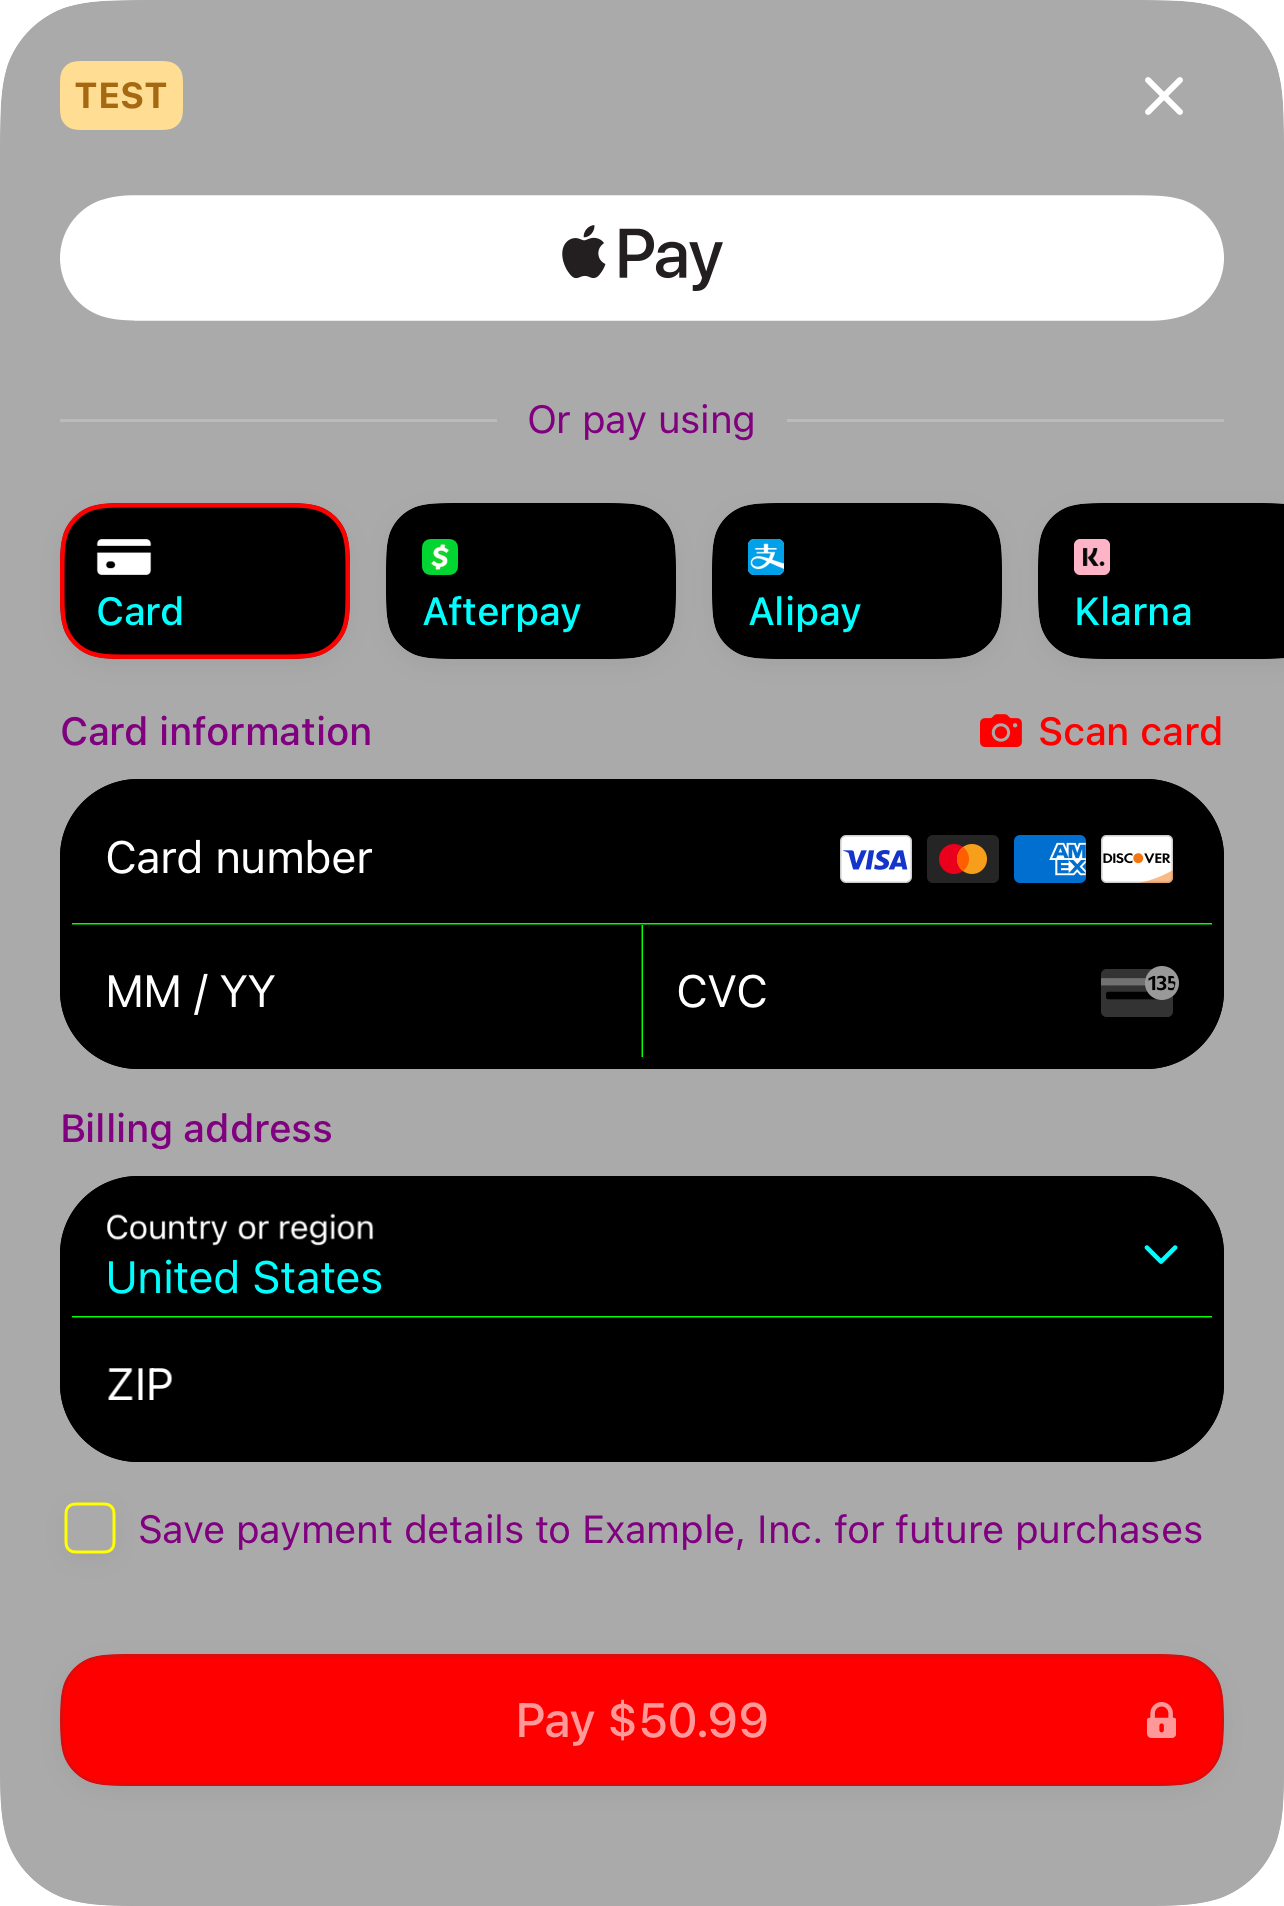 TEST
Pay
Or pay using
Card
Afterpay
Alipay
Klarna
Card information
Scan card
Card number
VISA
AM
EX
DISCOVER
MM / YY
CVC
135
Billing address
Country or region
United States
ZIP
Save payment details to Example, Inc. for future purchases
Pay $50.99